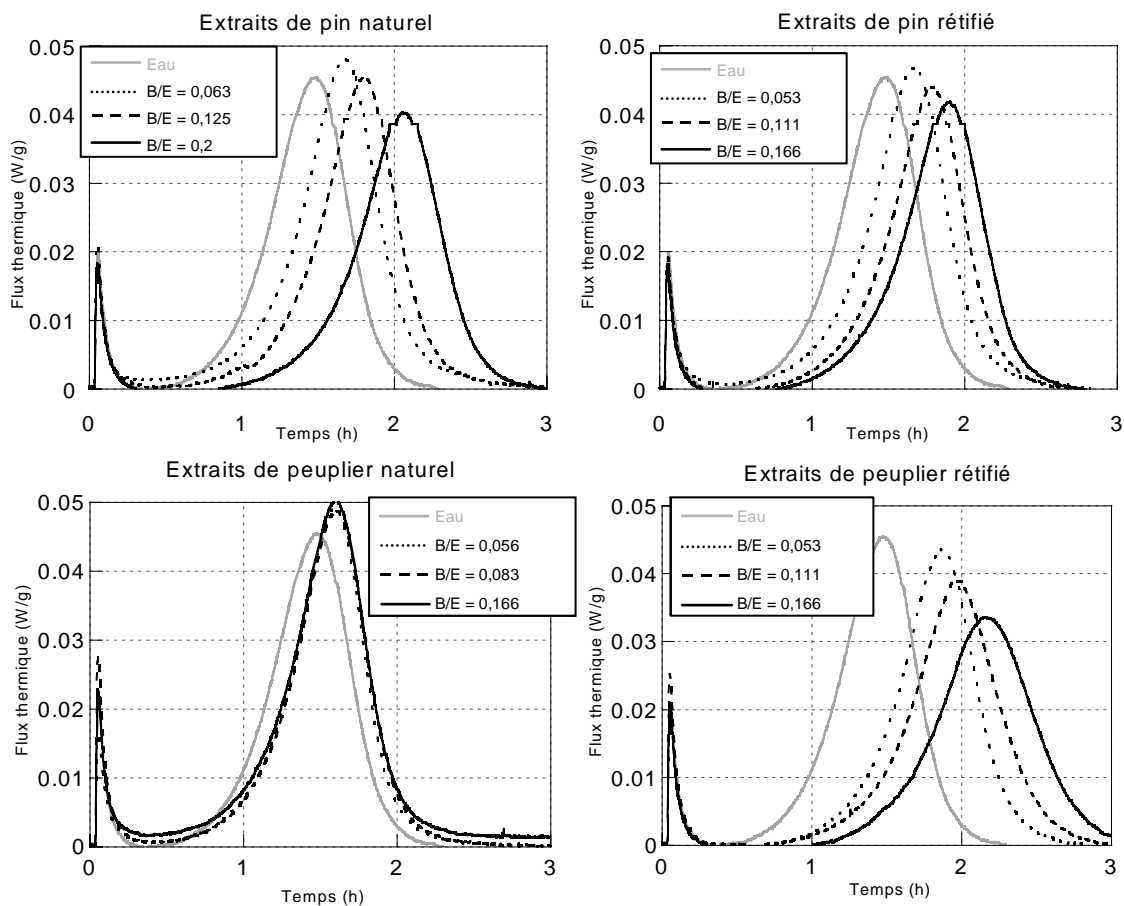 Extraits de pin naturel
0.05
0.04
0.03
0.02
0.01
0
Flux thermique (W/g)
Eau
B/E = 0,063
B/E = 0,125
B/E = 0,2
0
1
2
3
Temps (h)
Extraits de pin rétifié
0.05
0.04
0.03
0.02
0.01
0
Flux thermique (W/g)
Eau
B/E = 0,053
B/E = 0,111
B/E = 0,166
0
1
2
3
Temps (h)
Extraits de peuplier naturel
0.05
0.04
0.03
0.02
0.01
0
Flux thermique (W/g)
Eau
B/E = 0,056
B/E = 0,083
B/E = 0,166
0
1
2
3
Temps (h)
Extraits de peuplier rétifié
0.05
0.04
0.03
0.02
0.01
0
Flux thermique (W/g)
Eau
B/E = 0,053
B/E = 0,111
B/E = 0,166
0
1
2
3
Temps (h)